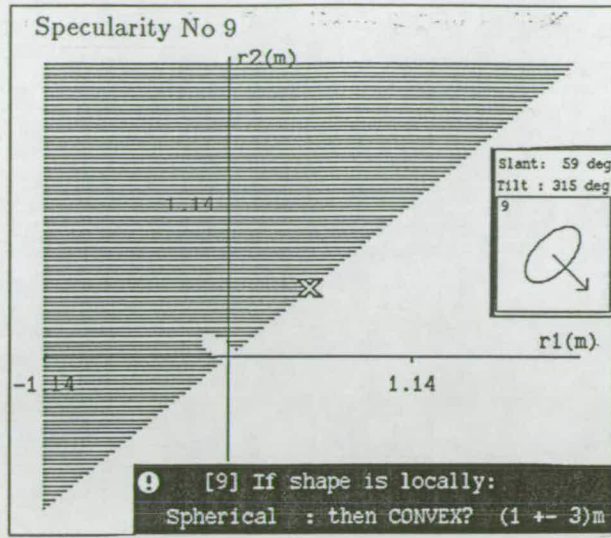 Specularity No 9
r2(m)
Slant: 59 deg
Tilt : 315 deg
9
1.14
r1(m)
-1.14
1.14
[9] If shape is locally:
Spherical : then CONVEX? (1 +- 3)m